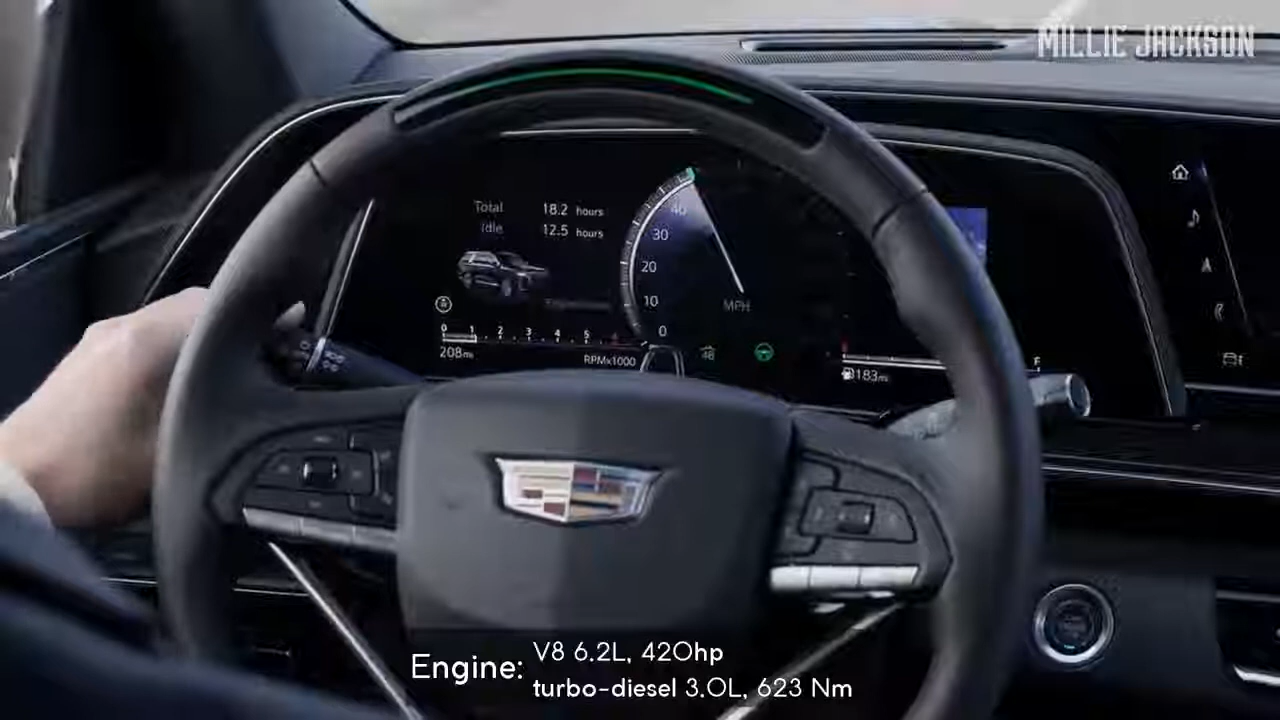 MILLIE JACKSON
Total 18.2 hours
Idle 12.5 hours
40
30
20
10
0
MPH
0 1 2 3 4 5 6
208mi
RPMx1000
48
F
183mi
Engine: V8 6.2L, 420hp
turbo-diesel 3.0L, 623 Nm